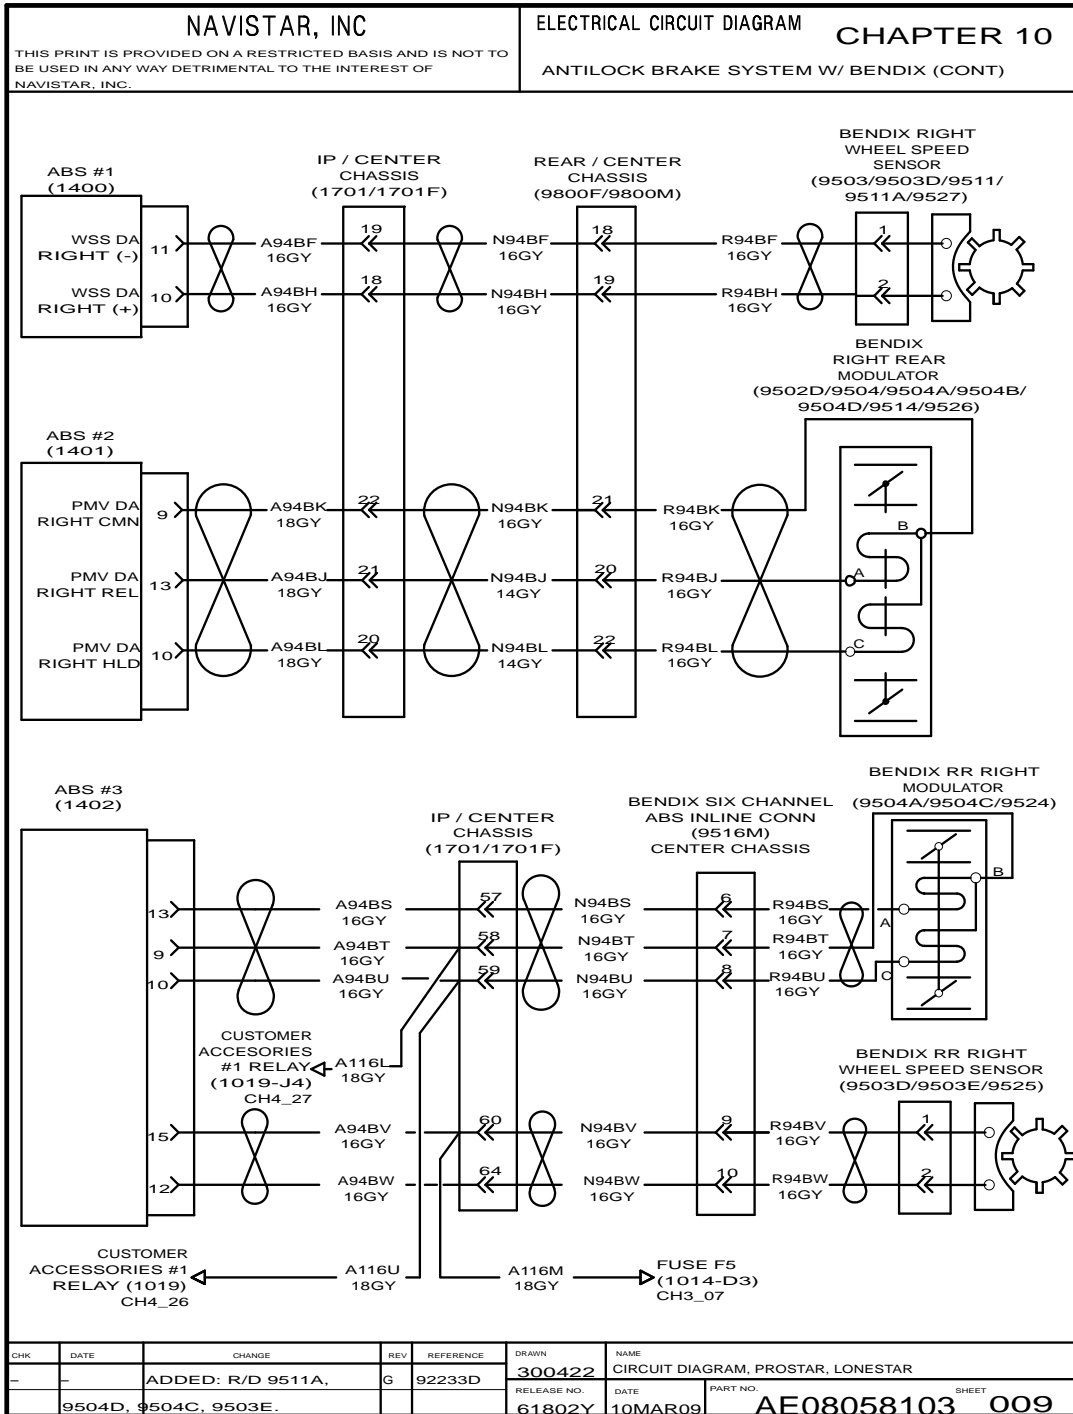 NAVISTAR, INC
THIS PRINT IS PROVIDED ON A RESTRICTED BASIS AND IS NOT TO
BE USED IN ANY WAY DETRIMENTAL TO THE INTEREST OF
NAVISTAR, INC.
ELECTRICAL CIRCUIT DIAGRAM
CHAPTER 10
ANTILOCK BRAKE SYSTEM W/ BENDIX (CONT)
ABS #1
(1400)
IP / CENTER
CHASSIS
(1701/1701F)
REAR / CENTER
CHASSIS
(9800F/9800M)
BENDIX RIGHT
WHEEL SPEED
SENSOR
(9503/9503D/9511/
9511A/9527)
WSS DA
RIGHT (-)
11
A94BF
16GY
19
N94BF
16GY
18
R94BF
16GY
1
WSS DA
RIGHT (+)
10
A94BH
16GY
18
N94BH
16GY
19
R94BH
16GY
2
BENDIX
RIGHT REAR
MODULATOR
(9502D/9504/9504A/9504B/
9504D/9514/9526)
ABS #2
(1401)
PMV DA
RIGHT CMN
9
A94BK
18GY
22
N94BK
16GY
21
R94BK
16GY
B
PMV DA
RIGHT REL
13
A94BJ
18GY
21
N94BJ
14GY
20
R94BJ
16GY
A
PMV DA
RIGHT HLD
10
A94BL
18GY
20
N94BL
14GY
22
R94BL
16GY
C
ABS #3
(1402)
IP / CENTER
CHASSIS
(1701/1701F)
BENDIX SIX CHANNEL
ABS INLINE CONN
(9516M)
CENTER CHASSIS
BENDIX RR RIGHT
MODULATOR
(9504A/9504C/9524)
B
13
A94BS
16GY
57
N94BS
16GY
6
R94BS
16GY
A
9
A94BT
16GY
58
N94BT
16GY
7
R94BT
16GY
10
A94BU
16GY
59
N94BU
16GY
8
R94BU
16GY
C
CUSTOMER
ACCESORIES
#1 RELAY
(1019-J4)
CH4_27
A116L
18GY
BENDIX RR RIGHT
WHEEL SPEED SENSOR
(9503D/9503E/9525)
15
A94BV
16GY
60
N94BV
16GY
9
R94BV
16GY
1
12
A94BW
16GY
64
N94BW
16GY
10
R94BW
16GY
2
CUSTOMER
ACCESSORIES #1
RELAY (1019)
CH4_26
A116U
18GY
A116M
18GY
FUSE F5
(1014-D3)
CH3_07
CHK DATE CHANGE REV REFERENCE
– – ADDED: R/D 9511A, G 92233D
9504D, 9504C, 9503E.
DRAWN
300422
NAME
CIRCUIT DIAGRAM, PROSTAR, LONESTAR
RELEASE NO.
61802Y
DATE
10MAR09
PART NO.
AE08058103
SHEET
009